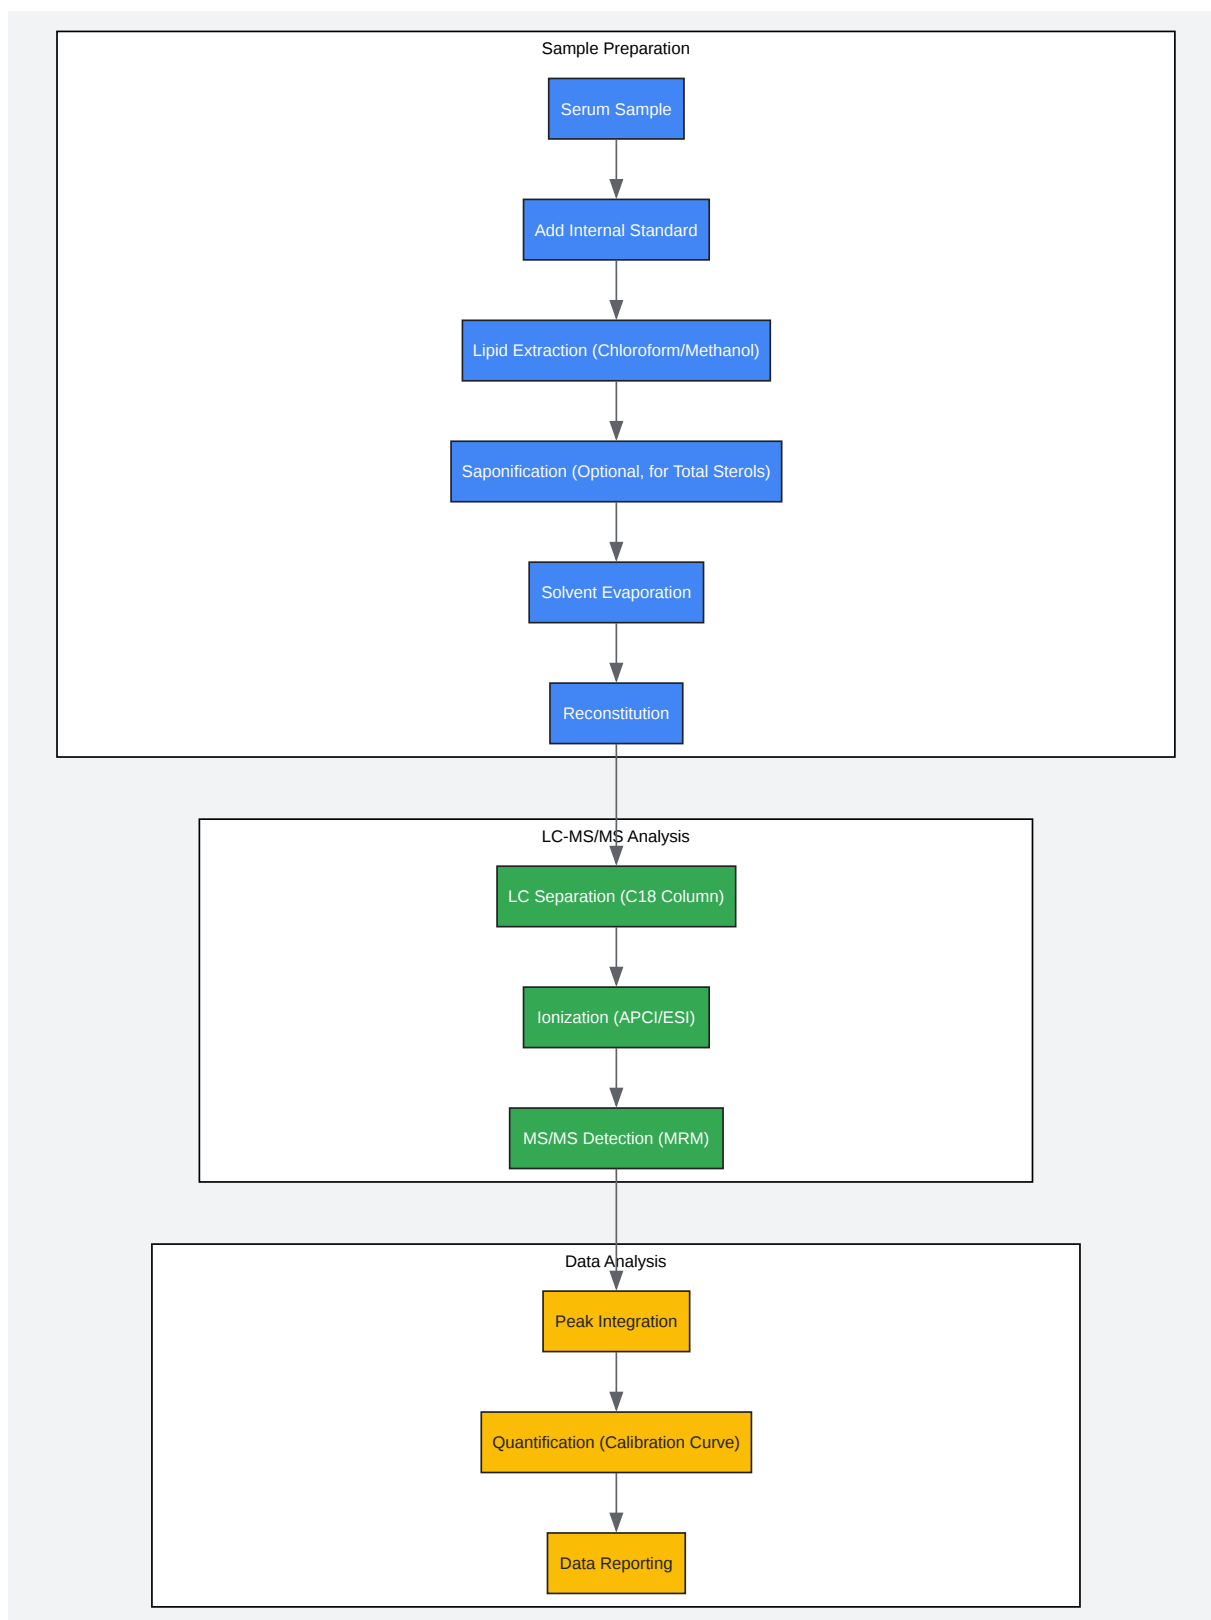 Sample Preparation
Serum Sample
Add Internal Standard
Lipid Extraction (Chloroform/Methanol)
Saponification (Optional, for Total Sterols)
Solvent Evaporation
Reconstitution
LC-MS/MS Analysis
LC Separation (C18 Column)
Ionization (APCI/ESI)
MS/MS Detection (MRM)
Data Analysis
Peak Integration
Quantification (Calibration Curve)
Data Reporting